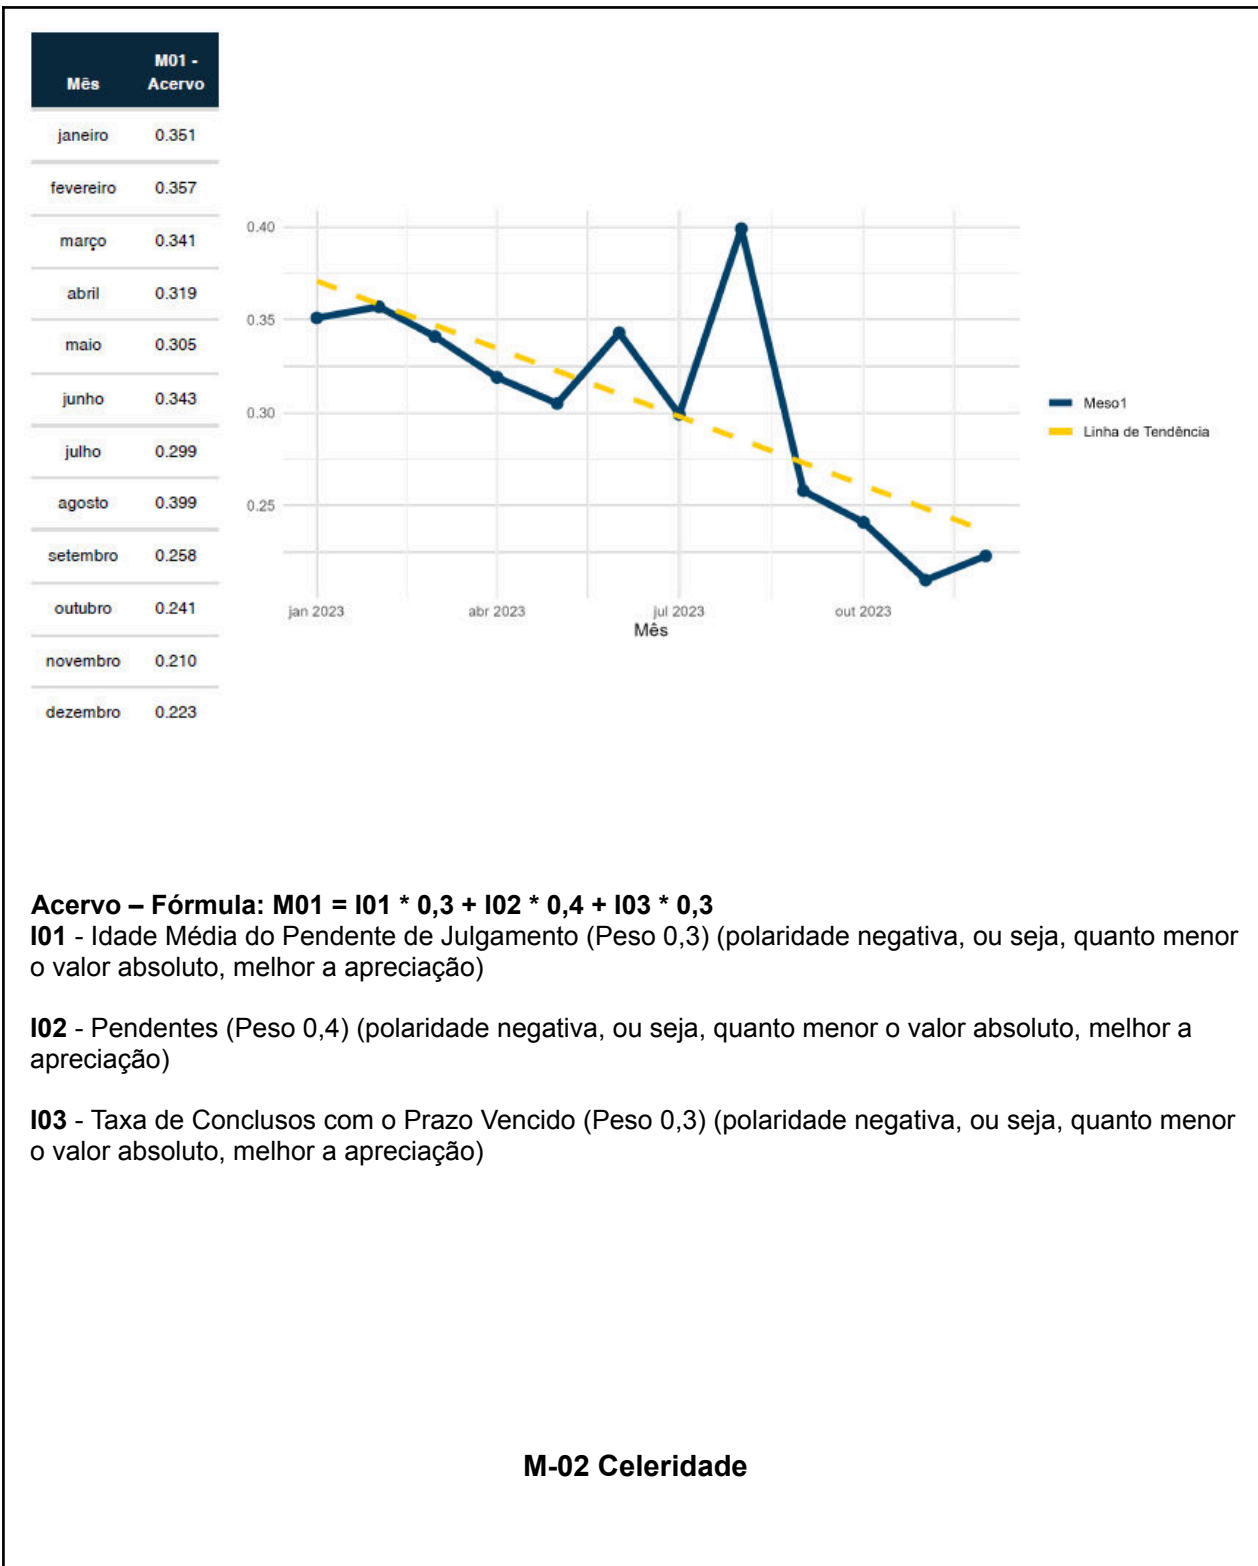 Mês M01 - Acervo
janeiro 0.351
fevereiro 0.357
março 0.341
abril 0.319
maio 0.305
junho 0.343
julho 0.299
agosto 0.399
setembro 0.258
outubro 0.241
novembro 0.210
dezembro 0.223
0.40
0.35
0.30
0.25
jan 2023 abr 2023 jul 2023 out 2023
Mês
Meso1
Linha de Tendência
Acervo – Fórmula: M01 = I01 * 0,3 + I02 * 0,4 + I03 * 0,3
I01 - Idade Média do Pendente de Julgamento (Peso 0,3) (polaridade negativa, ou seja, quanto menor
o valor absoluto, melhor a apreciação)
I02 - Pendentes (Peso 0,4) (polaridade negativa, ou seja, quanto menor o valor absoluto, melhor a
apreciação)
I03 - Taxa de Conclusos com o Prazo Vencido (Peso 0,3) (polaridade negativa, ou seja, quanto menor
o valor absoluto, melhor a apreciação)
M-02 Celeridade